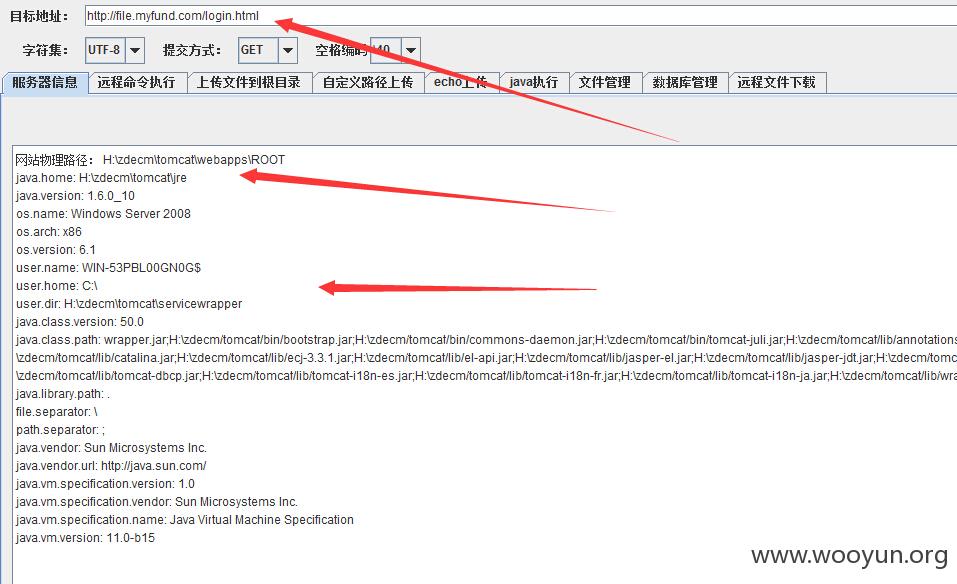 目标地址： http://file.myfund.com/login.html
字符集： UTF-8 提交方式： GET 空格编码
服务器信息 远程命令执行 上传文件到根目录 自定义路径上传 echo上传 java执行 文件管理 数据库管理 远程文件下载
网站物理路径： H:\zdecm\tomcat\webapps\ROOT
java.home: H:\zdecm\tomcat\jre
java.version: 1.6.0_10
os.name: Windows Server 2008
os.arch: x86
os.version: 6.1
user.name: WIN-53PBL00GN0G$
user.home: C:\
user.dir: H:\zdecm\tomcat\servicewrapper
java.class.version: 50.0
java.class.path: wrapper.jar;H:\zdecm/tomcat/bin/bootstrap.jar;H:\zdecm/tomcat/bin/commons-daemon.jar;H:\zdecm/tomcat/bin/tomcat-juli.jar;H:\zdecm/tomcat/lib/annotations
\zdecm/tomcat/lib/catalina.jar;H:\zdecm/tomcat/lib/ecj-3.3.1.jar;H:\zdecm/tomcat/lib/el-api.jar;H:\zdecm/tomcat/lib/jasper-el.jar;H:\zdecm/tomcat/lib/jasper-jdt.jar;H:\zdecm/tomca
\zdecm/tomcat/lib/tomcat-dbcp.jar;H:\zdecm/tomcat/lib/tomcat-i18n-es.jar;H:\zdecm/tomcat/lib/tomcat-i18n-fr.jar;H:\zdecm/tomcat/lib/tomcat-i18n-ja.jar;H:\zdecm/tomcat/lib/wra
java.library.path: .
file.separator: \
path.separator: ;
java.vendor: Sun Microsystems Inc.
java.vendor.url: http://java.sun.com/
java.vm.specification.version: 1.0
java.vm.specification.vendor: Sun Microsystems Inc.
java.vm.specification.name: Java Virtual Machine Specification
java.vm.version: 11.0-b15
www.wooyun.org